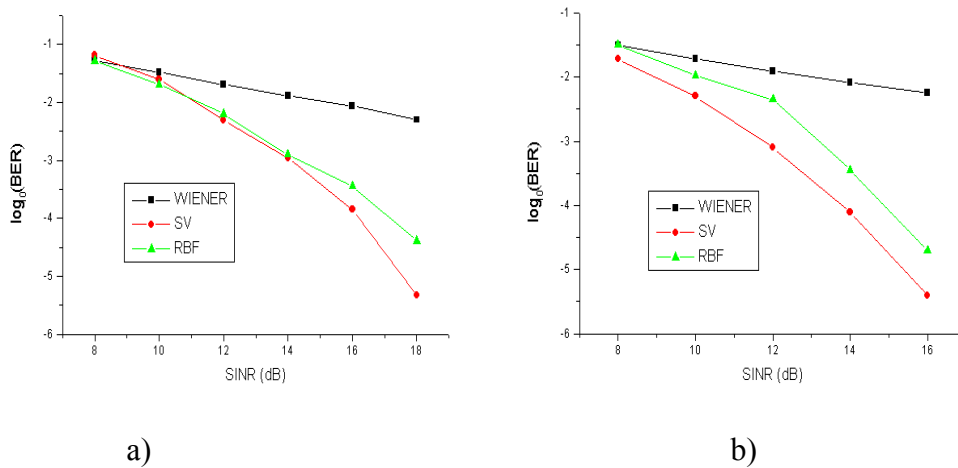 -1
-2
-3
-4
-5
-6
log₀(BER)
WIENER
SV
RBF
8
10
12
14
16
18
SINR (dB)
a)
-1
-2
-3
-4
-5
-6
log₀(BER)
WIENER
SV
RBF
8
10
12
14
16
SINR (dB)
b)